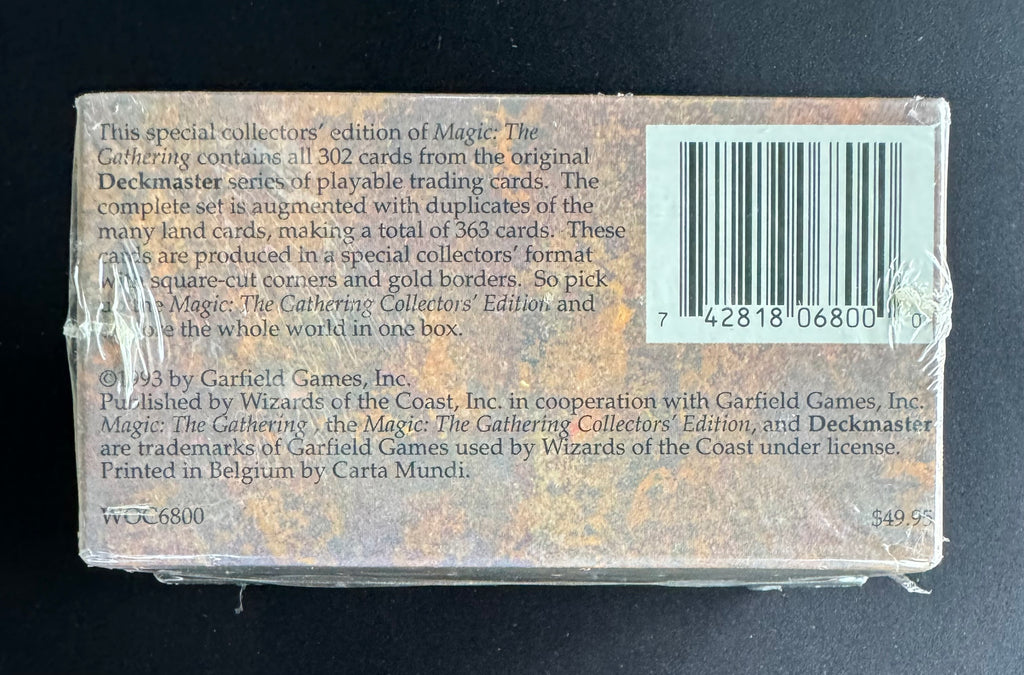 This special collectors' edition of Magic: The
Gathering contains all 302 cards from the original
Deckmaster series of playable trading cards. The
complete set is augmented with duplicates of the
many land cards, making a total of 363 cards. These
cards are produced in a special collectors' format
with square-cut corners and gold borders. So pick
Magic: The Gathering Collectors' Edition and
the whole world in one box.
7 42818 06800 0
©1993 by Garfield Games, Inc.
Published by Wizards of the Coast, Inc. in cooperation with Garfield Games, Inc.
Magic: The Gathering , the Magic: The Gathering Collectors' Edition, and Deckmaster
are trademarks of Garfield Games used by Wizards of the Coast under license.
Printed in Belgium by Carta Mundi.
WOC6800
$49.95